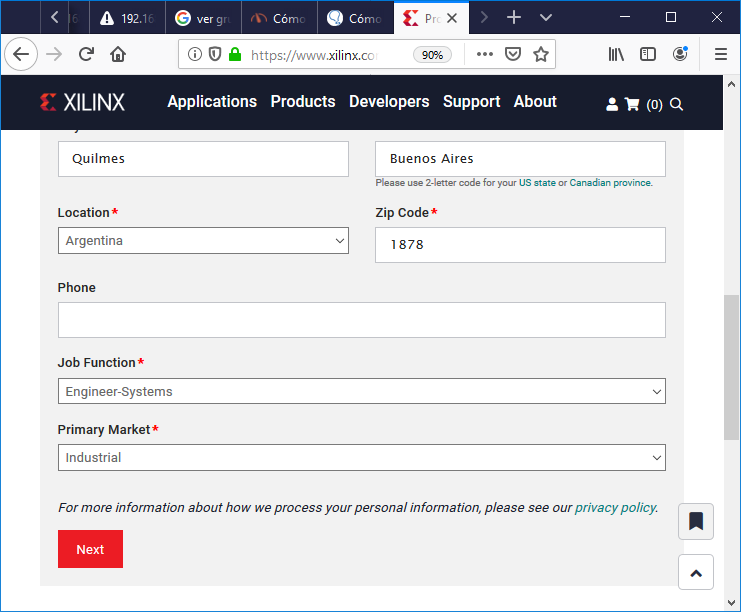 192.16
ver gru
Cómo
Cómo
Pro
https://www.xilinx.co
90%
XILINX
Applications Products Developers Support About
(0)
Quilmes
Buenos Aires
Please use 2-letter code for your US state or Canadian province.
Location*
Zip Code*
Argentina
1878
Phone
Job Function*
Engineer-Systems
Primary Market*
Industrial
For more information about how we process your personal information, please see our privacy policy.
Next